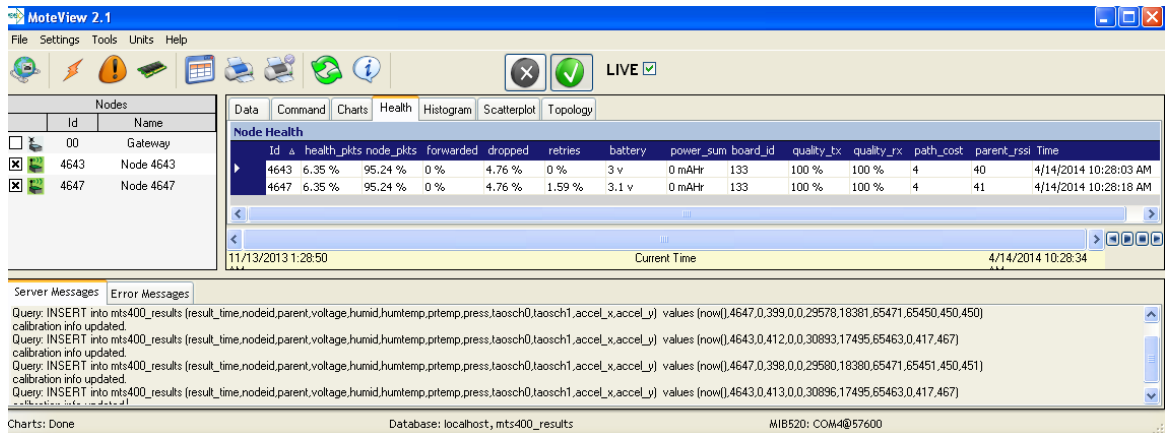 MoteView 2.1
File Settings Tools Units Help
LIVE
Nodes
Id Name
00 Gateway
4643 Node 4643
4647 Node 4647
Data Command Charts Health Histogram Scatterplot Topology
Node Health
Id health_pkts node_pkts forwarded dropped retries battery power_sum board_id quality_tx quality_rx path_cost parent_rssi Time
4643 6.35 % 95.24 % 0 % 4.76 % 0 % 3 v 0 mAHr 133 100 % 100 % 4 40 4/14/2014 10:28:03 AM
4647 6.35 % 95.24 % 0 % 4.76 % 1.59 % 3.1 v 0 mAHr 133 100 % 100 % 4 41 4/14/2014 10:28:18 AM
11/13/2013 1:28:50 Current Time 4/14/2014 10:28:34
Server Messages Error Messages
Query: INSERT into mts400_results (result_time,nodeid,parent,voltage,humid,humtemp,prtemp,press,taosch0,taosch1,accel_x,accel_y) values (now(),4647,0,399,0,0,29578,18381,65471,65450,450,450)
calibration info updated.
Query: INSERT into mts400_results (result_time,nodeid,parent,voltage,humid,humtemp,prtemp,press,taosch0,taosch1,accel_x,accel_y) values (now(),4643,0,412,0,0,30893,17495,65463,0,417,467)
calibration info updated.
Query: INSERT into mts400_results (result_time,nodeid,parent,voltage,humid,humtemp,prtemp,press,taosch0,taosch1,accel_x,accel_y) values (now(),4647,0,398,0,0,29580,18380,65471,65451,450,451)
calibration info updated.
Query: INSERT into mts400_results (result_time,nodeid,parent,voltage,humid,humtemp,prtemp,press,taosch0,taosch1,accel_x,accel_y) values (now(),4643,0,413,0,0,30896,17495,65463,0,417,467)
Charts: Done Database: localhost, mts400_results MIB520: COM4@57600